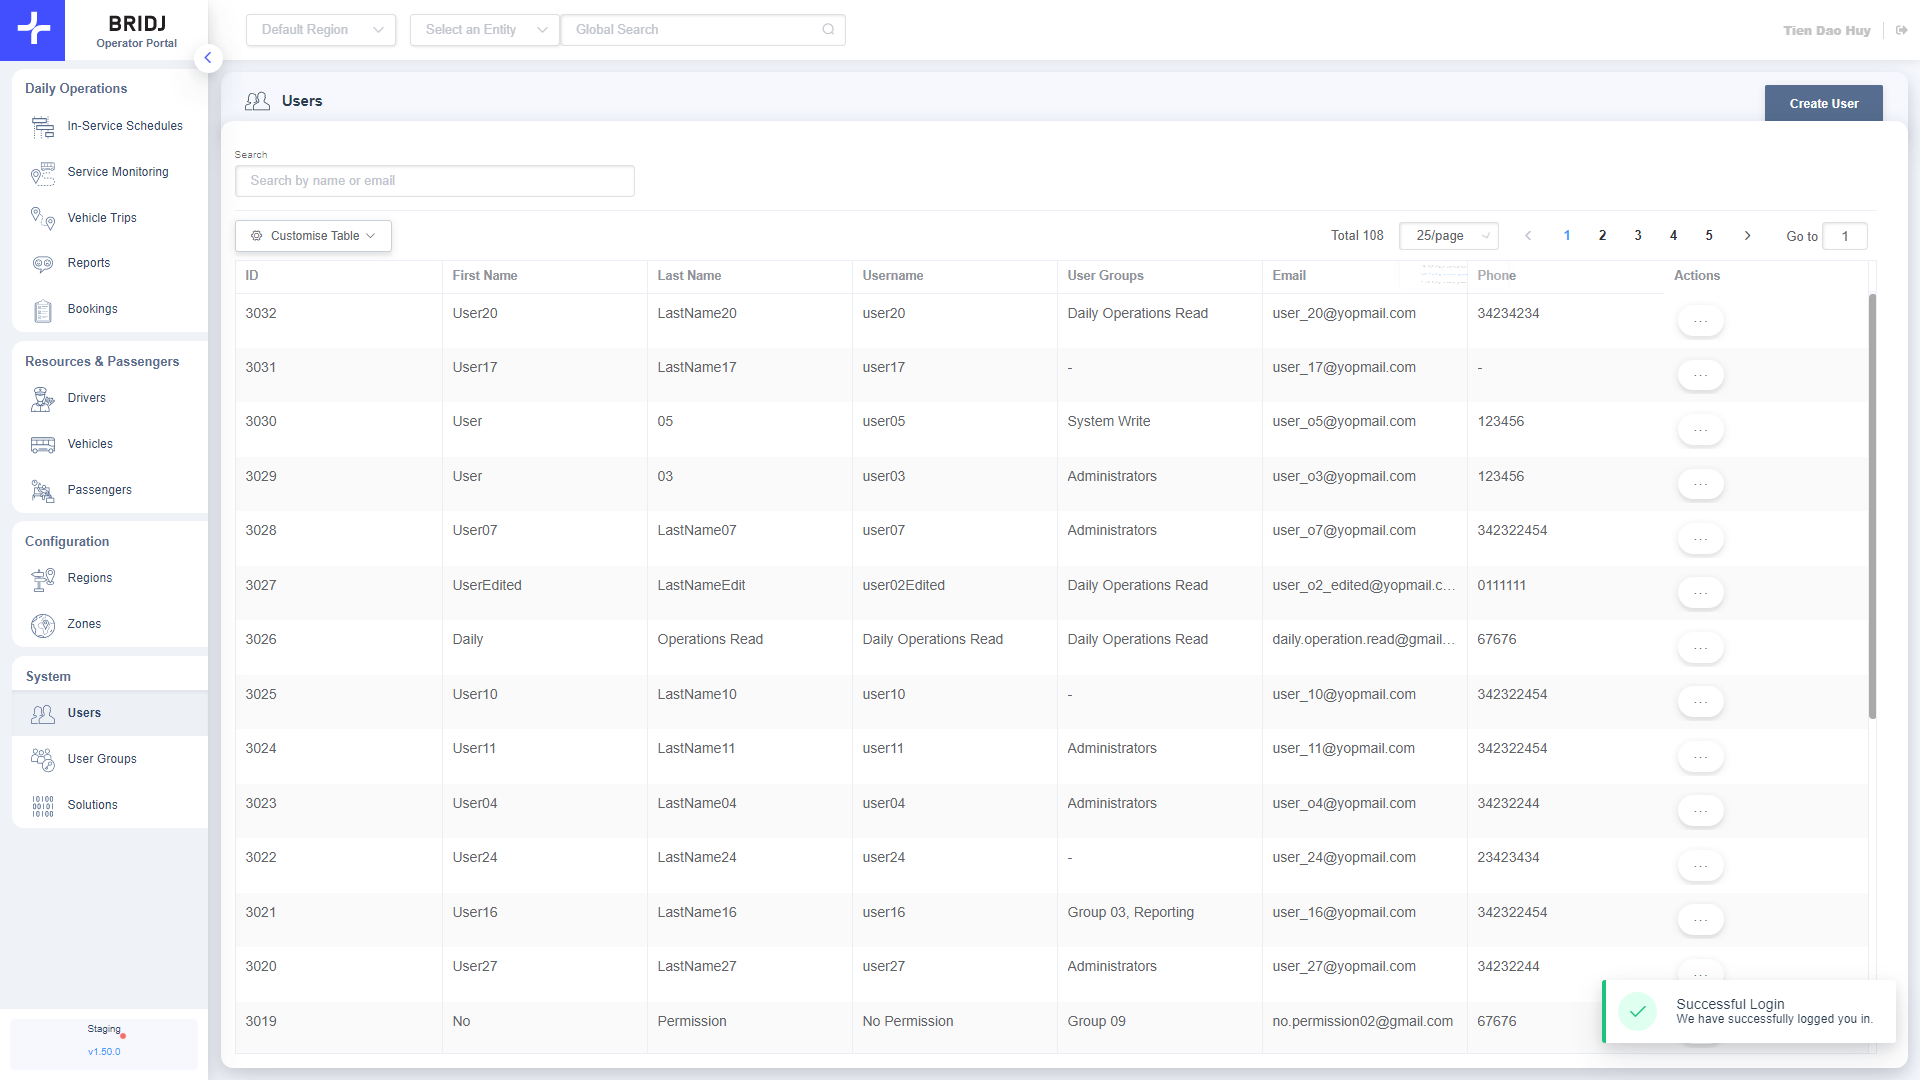 BRIDJ
Operator Portal
Default Region
Select an Entity
Global Search
Tien Dao Huy
Daily Operations
In-Service Schedules
Service Monitoring
Vehicle Trips
Reports
Bookings
Resources & Passengers
Drivers
Vehicles
Passengers
Configuration
Regions
Zones
System
Users
User Groups
10100
00101
10100
Solutions
Staging
v1.50.0
Users
Create User
Search
Search by name or email
Customise Table
Total 108
25/page
1 2 3 4 5
Go to 1
ID First Name Last Name Username User Groups Email Phone Actions
3032 User20 LastName20 user20 Daily Operations Read user_20@yopmail.com 34234234 ...
3031 User17 LastName17 user17 - user_17@yopmail.com - ...
3030 User 05 user05 System Write user_o5@yopmail.com 123456 ...
3029 User 03 user03 Administrators user_o3@yopmail.com 123456 ...
3028 User07 LastName07 user07 Administrators user_o7@yopmail.com 342322454 ...
3027 UserEdited LastNameEdit user02Edited Daily Operations Read user_o2_edited@yopmail.c... 0111111 ...
3026 Daily Operations Read Daily Operations Read Daily Operations Read daily.operation.read@gmail... 67676 ...
3025 User10 LastName10 user10 - user_10@yopmail.com 342322454 ...
3024 User11 LastName11 user11 Administrators user_11@yopmail.com 342322454 ...
3023 User04 LastName04 user04 Administrators user_o4@yopmail.com 34232244 ...
3022 User24 LastName24 user24 - user_24@yopmail.com 23423434 ...
3021 User16 LastName16 user16 Group 03, Reporting user_16@yopmail.com 342322454 ...
3020 User27 LastName27 user27 Administrators user_27@yopmail.com 34232244 ...
3019 No Permission No Permission Group 09 no.permission02@gmail.com 67676
Successful Login
We have successfully logged you in.